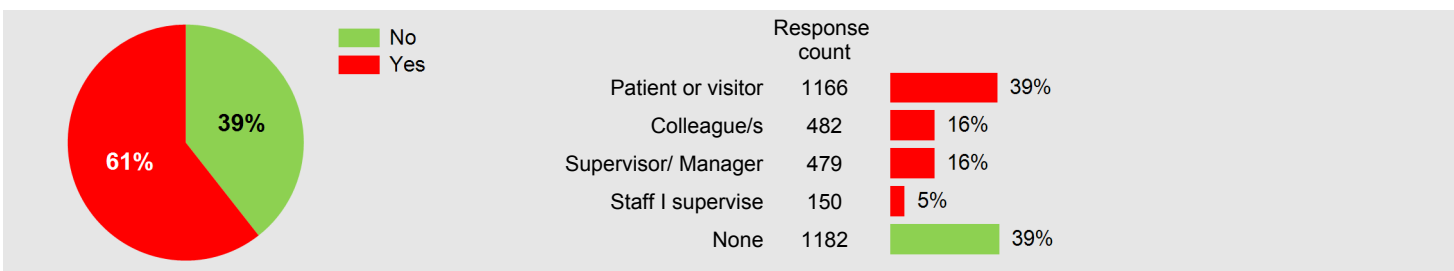 No
Yes
39%
61%
Response
count
Patient or visitor 1166 39%
Colleague/s 482 16%
Supervisor/ Manager 479 16%
Staff I supervise 150 5%
None 1182 39%